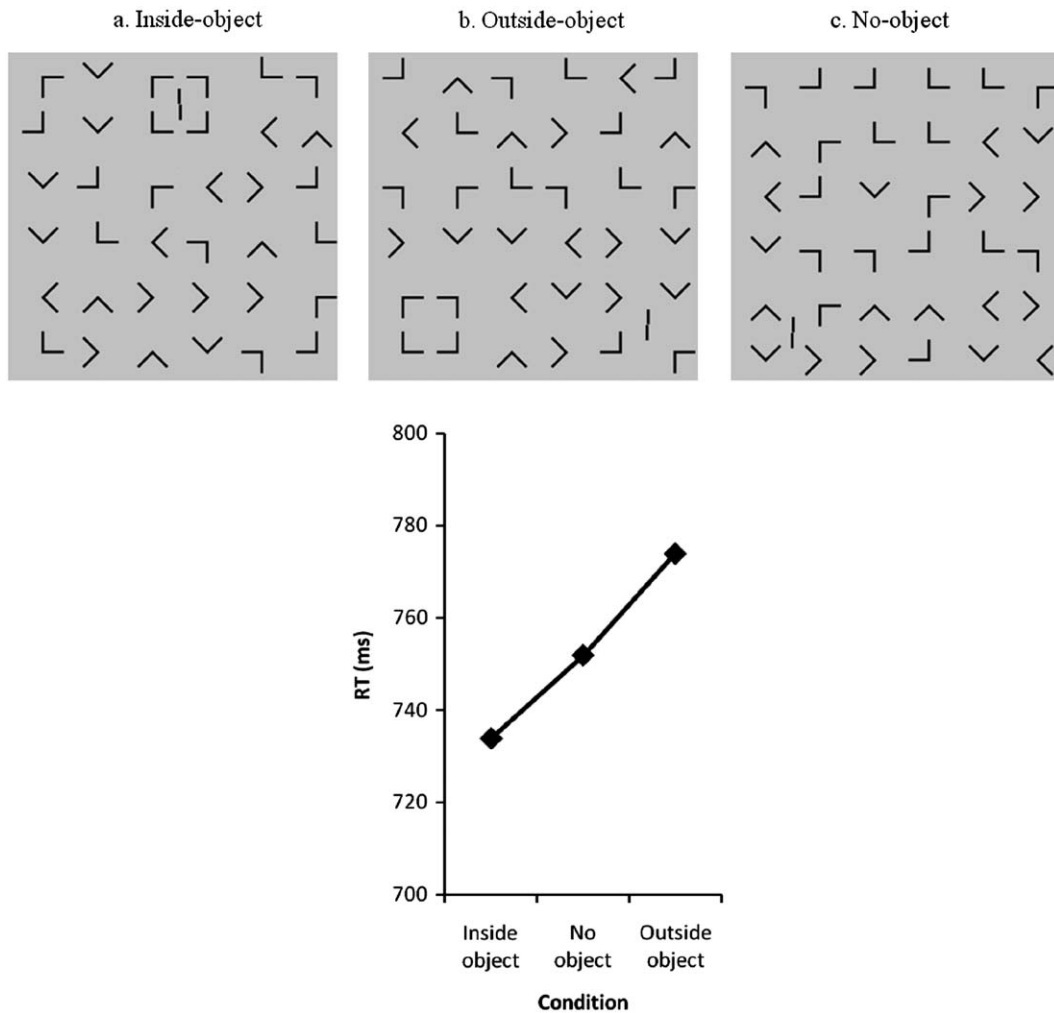 a. Inside-object
b. Outside-object
c. No-object
800
780
760
740
720
700
RT (ms)
Inside object
No object
Outside object
Condition